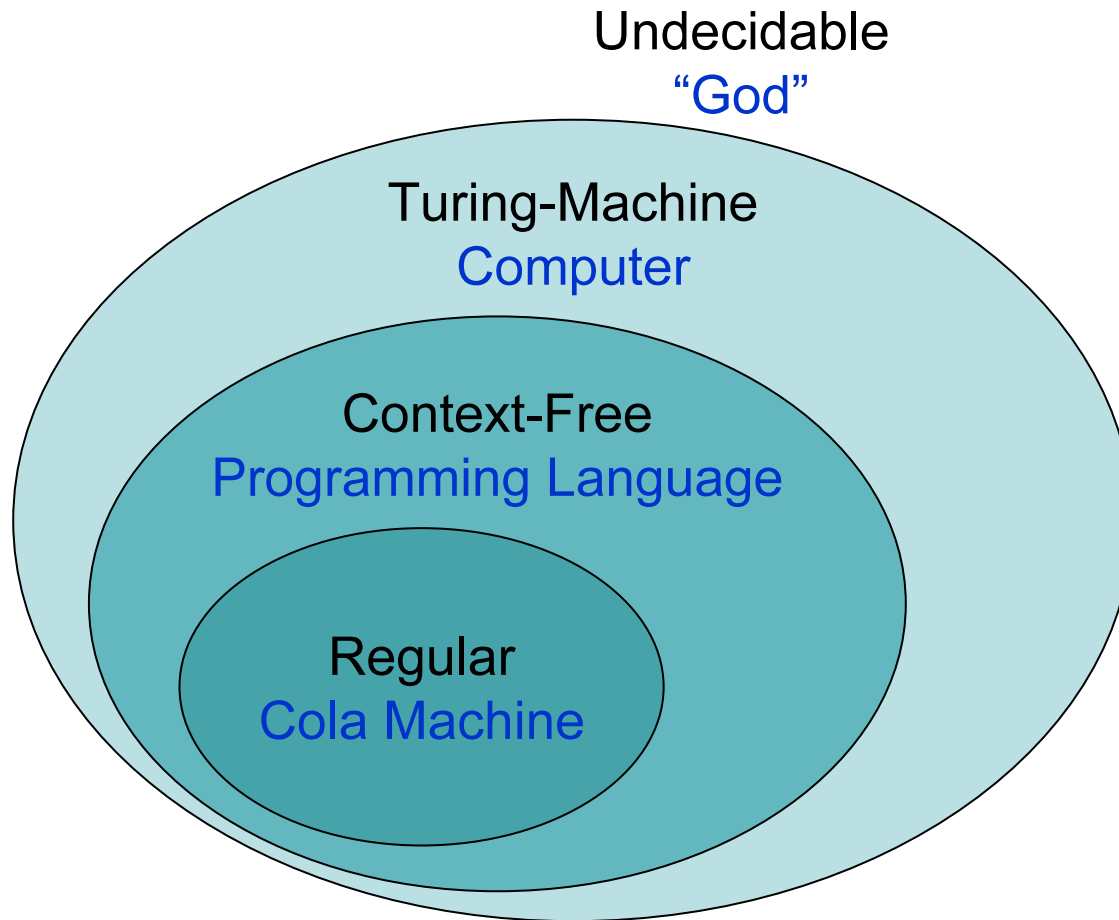 Undecidable
“God”
Turing-Machine
Computer
Context-Free
Programming Language
Regular
Cola Machine